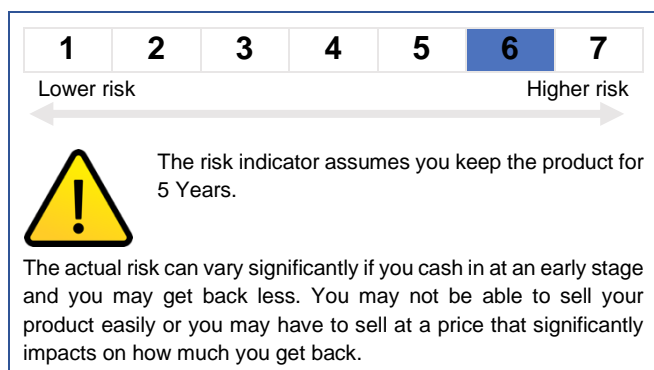 1 2 3 4 5 6 7
Lower risk Higher risk
The risk indicator assumes you keep the product for
5 Years.
The actual risk can vary significantly if you cash in at an early stage
and you may get back less. You may not be able to sell your
product easily or you may have to sell at a price that significantly
impacts on how much you get back.